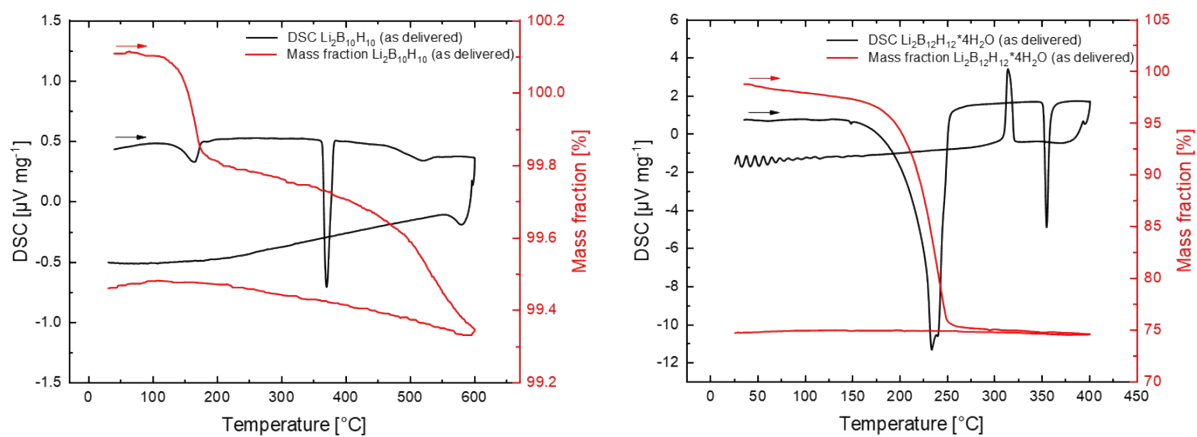 DSC Li₂B₁₀H₁₀ (as delivered)
Mass fraction Li₂B₁₀H₁₀ (as delivered)
1.5
1.0
0.5
0.0
-0.5
-1.0
-1.5
DSC [µV mg⁻¹]
0 100 200 300 400 500 600
Temperature [°C]
100.2
100.0
99.8
99.6
99.4
99.2
Mass fraction [%]
DSC Li₂B₁₂H₁₂*4H₂O (as delivered)
Mass fraction Li₂B₁₂H₁₂*4H₂O (as delivered)
6
4
2
0
-2
-4
-6
-8
-10
-12
DSC [µV mg⁻¹]
0 50 100 150 200 250 300 350 400 450
Temperature [°C]
105
100
95
90
85
80
75
70
Mass fraction [%]